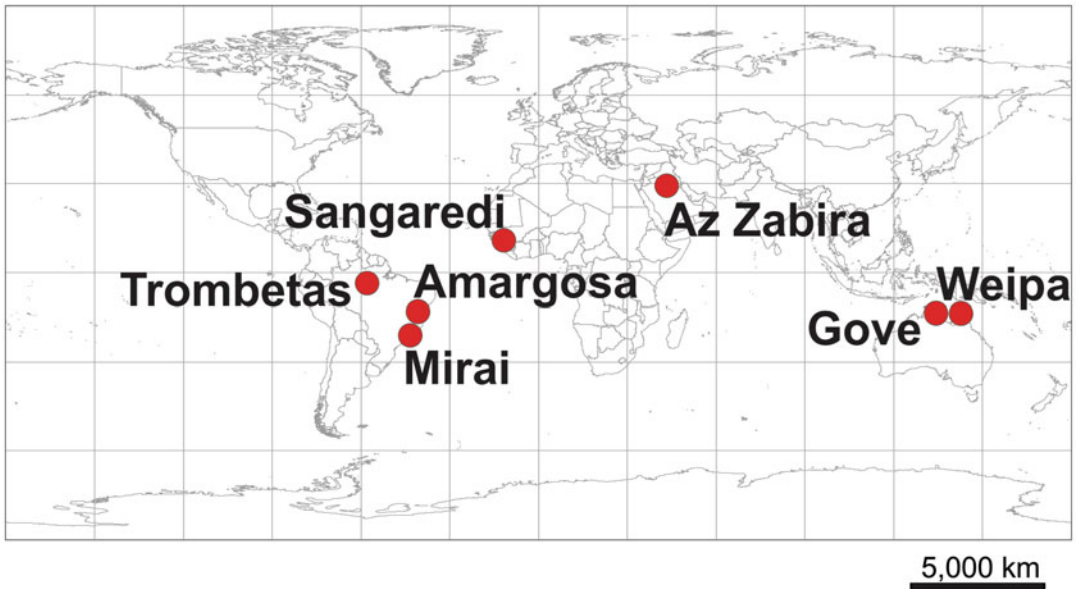 Sangaredi
Az Zabira
Trombetas
Amargosa
Weipa
Gove
Mirai
5,000 km